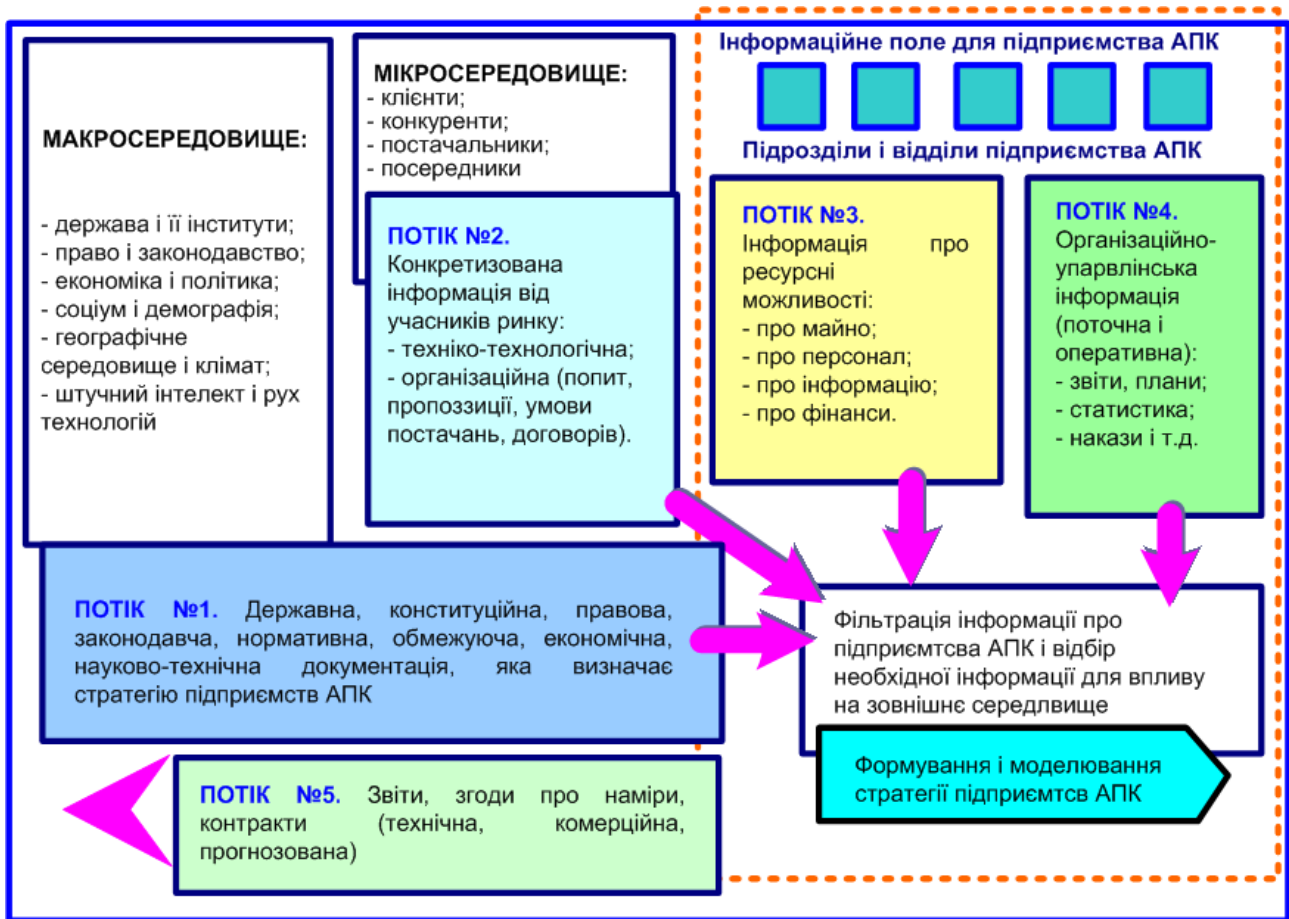 МАКРОСЕРЕДОВИЩЕ:
- держава і її інститути;
- право і законодавство;
- економіка і політика;
- соціум і демографія;
- географічне
середовище і клімат;
- штучний інтелект і рух
технологій
МІКРОСЕРЕДОВИЩЕ:
- клієнти;
- конкуренти;
- постачальники;
- посередники
ПОТІК №2.
Конкретизована
інформація від
учасників ринку:
- техніко-технологічна;
- організаційна (попит,
пропоззиції, умови
постачань, договорів).
Інформаційне поле для підприємства АПК
Підрозділи і відділи підприємства АПК
ПОТІК №3.
Інформація про
ресурсні
можливості:
- про майно;
- про персонал;
- про інформацію;
- про фінанси.
ПОТІК №4.
Організаційно-
упарвлінська
інформація
(поточна і
оперативна):
- звіти, плани;
- статистика;
- накази і т.д.
ПОТІК №1. Державна, конституційна, правова,
законодавча, нормативна, обмежуюча, економічна,
науково-технічна документація, яка визначає
стратегію підприємств АПК
Фільтрація інформації про
підприємтсва АПК і відбір
необхідної інформації для впливу
на зовнішнє середлвище
Формування і моделювання
стратегії підприємтсв АПК
ПОТІК №5. Звіти, згоди про наміри,
контракти (технічна, комерційна,
прогнозована)